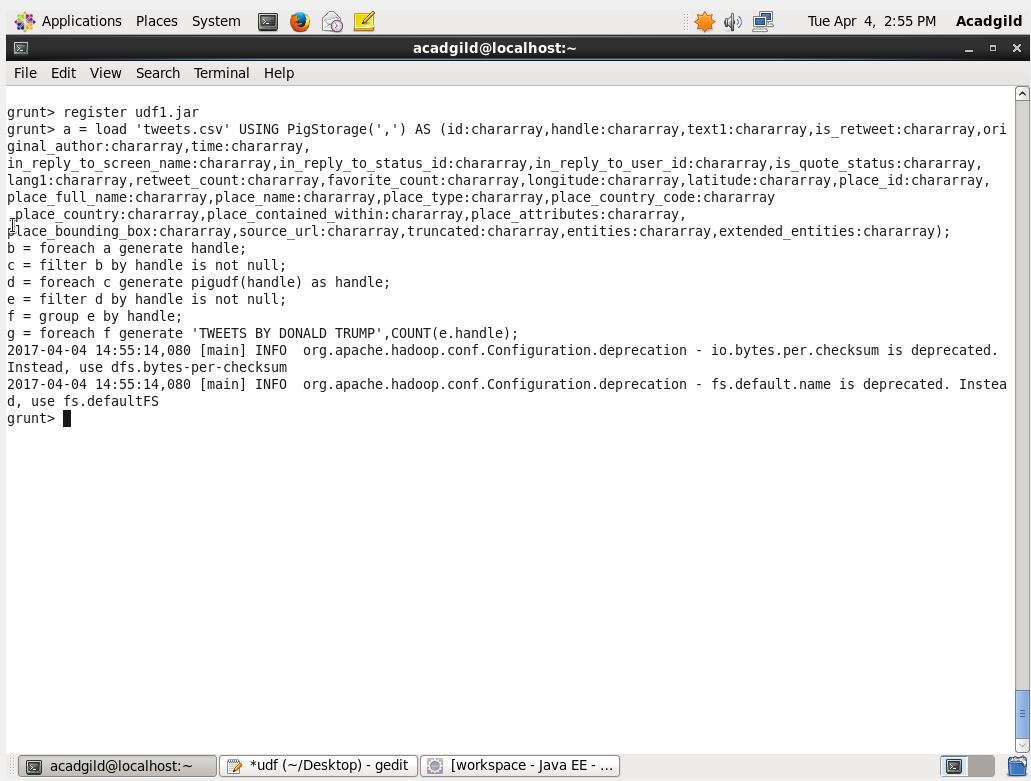 Applications Places System Tue Apr 4, 2:55 PM Acadgild
acadgild@localhost:~
File Edit View Search Terminal Help
grunt> register udf1.jar
grunt> a = load 'tweets.csv' USING PigStorage(',') AS (id:chararray,handle:chararray,text1:chararray,is_retweet:chararray,ori
ginal_author:chararray,time:chararray,
in_reply_to_screen_name:chararray,in_reply_to_status_id:chararray,in_reply_to_user_id:chararray,is_quote_status:chararray,
lang1:chararray,retweet_count:chararray,favorite_count:chararray,longitude:chararray,latitude:chararray,place_id:chararray,
place_full_name:chararray,place_name:chararray,place_type:chararray,place_country_code:chararray
,place_country:chararray,place_contained_within:chararray,place_attributes:chararray,
place_bounding_box:chararray,source_url:chararray,truncated:chararray,entities:chararray,extended_entities:chararray);
b = foreach a generate handle;
c = filter b by handle is not null;
d = foreach c generate pigudf(handle) as handle;
e = filter d by handle is not null;
f = group e by handle;
g = foreach f generate 'TWEETS BY DONALD TRUMP',COUNT(e.handle);
2017-04-04 14:55:14,080 [main] INFO  org.apache.hadoop.conf.Configuration.deprecation - io.bytes.per.checksum is deprecated.
Instead, use dfs.bytes-per-checksum
2017-04-04 14:55:14,080 [main] INFO  org.apache.hadoop.conf.Configuration.deprecation - fs.default.name is deprecated. Instea
d, use fs.defaultFS
grunt>
acadgild@localhost:~ *udf (~/Desktop) - gedit [workspace - Java EE - ...